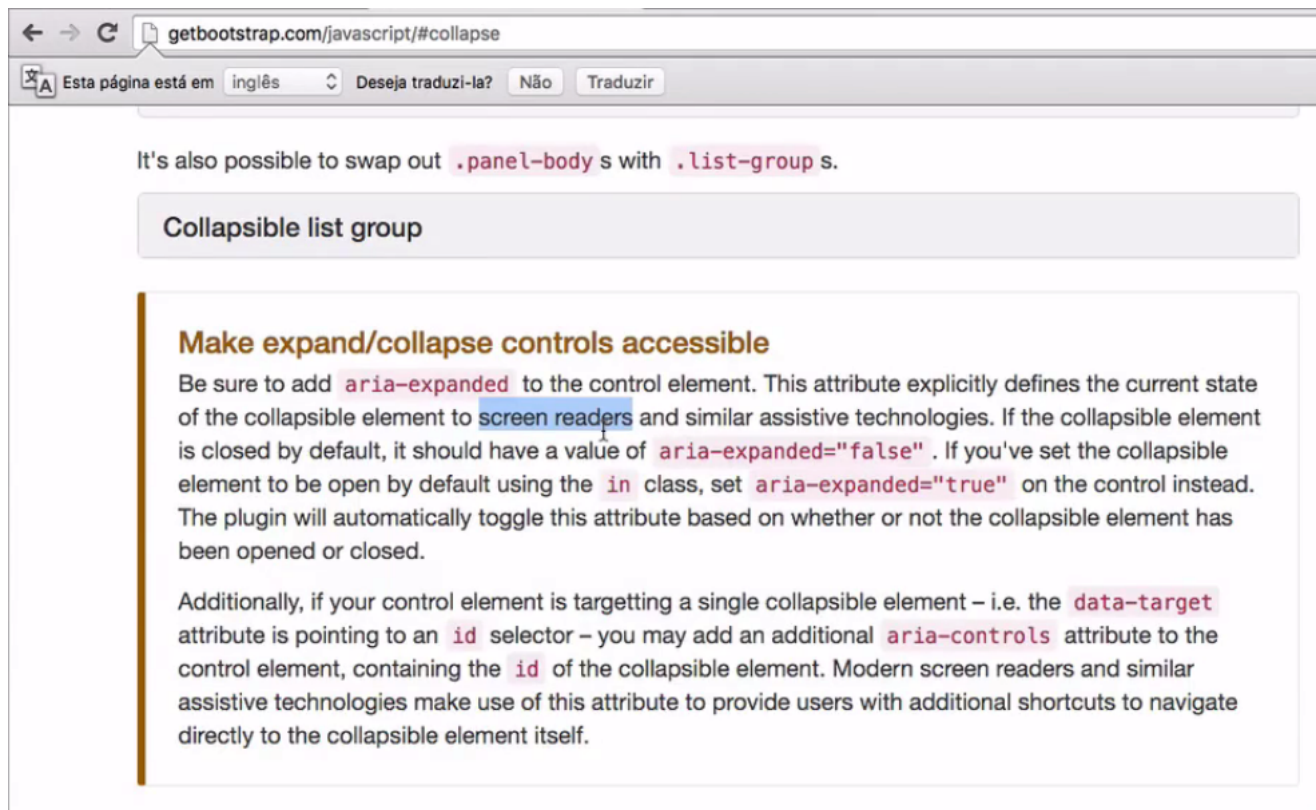 getbootstrap.com/javascript/#collapse
Esta página está em inglês Deseja traduzi-la? Não Traduzir
It's also possible to swap out .panel-body s with .list-group s.
Collapsible list group
Make expand/collapse controls accessible
Be sure to add aria-expanded to the control element. This attribute explicitly defines the current state
of the collapsible element to screen readers and similar assistive technologies. If the collapsible element
is closed by default, it should have a value of aria-expanded="false" . If you've set the collapsible
element to be open by default using the in class, set aria-expanded="true" on the control instead.
The plugin will automatically toggle this attribute based on whether or not the collapsible element has
been opened or closed.
Additionally, if your control element is targetting a single collapsible element – i.e. the data-target
attribute is pointing to an id selector – you may add an additional aria-controls attribute to the
control element, containing the id of the collapsible element. Modern screen readers and similar
assistive technologies make use of this attribute to provide users with additional shortcuts to navigate
directly to the collapsible element itself.